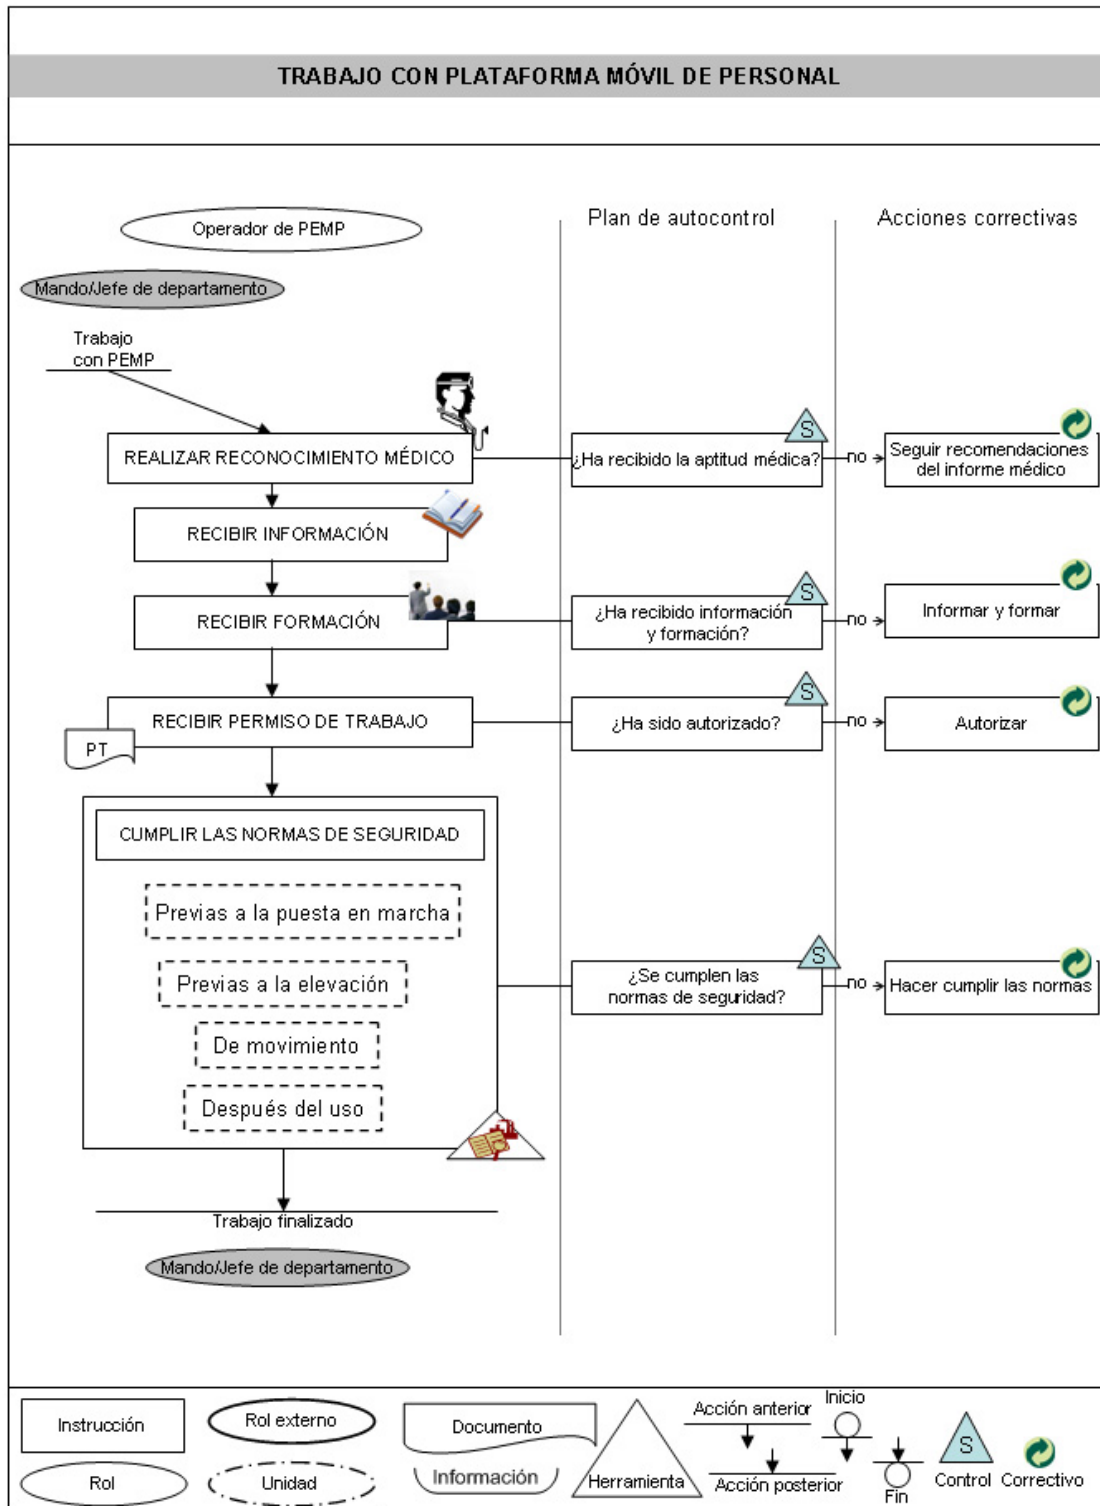 TRABAJO CON PLATAFORMA MÓVIL DE PERSONAL
Operador de PEMP
Plan de autocontrol
Acciones correctivas
Mando/Jefe de departamento
Trabajo
con PEMP
REALIZAR RECONOCIMIENTO MÉDICO
S
¿Ha recibido la aptitud médica?
no
Seguir recomendaciones
del informe médico
RECIBIR INFORMACIÓN
RECIBIR FORMACIÓN
S
¿Ha recibido información
y formación?
no
Informar y formar
RECIBIR PERMISO DE TRABAJO
PT
S
¿Ha sido autorizado?
no
Autorizar
CUMPLIR LAS NORMAS DE SEGURIDAD
Previas a la puesta en marcha
Previas a la elevación
De movimiento
Después del uso
S
¿Se cumplen las
normas de seguridad?
no
Hacer cumplir las normas
Trabajo finalizado
Mando/Jefe de departamento
Instrucción
Rol
Rol externo
Unidad
Documento
Información
Herramienta
Acción anterior
Acción posterior
Inicio
Fin
S
Control
Correctivo